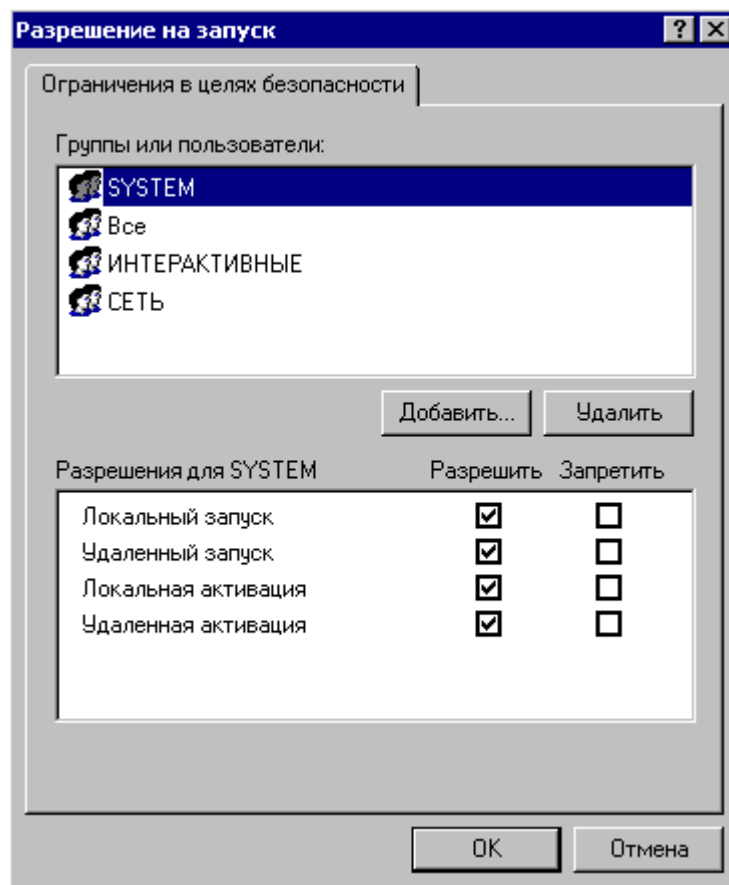 Разрешение на запуск
Ограничения в целях безопасности
Группы или пользователи:
SYSTEM
Все
ИНТЕРАКТИВНЫЕ
СЕТЬ
Добавить... Удалить
Разрешения для SYSTEM Разрешить Запретить
Локальный запуск
Удаленный запуск
Локальная активация
Удаленная активация
OK Отмена